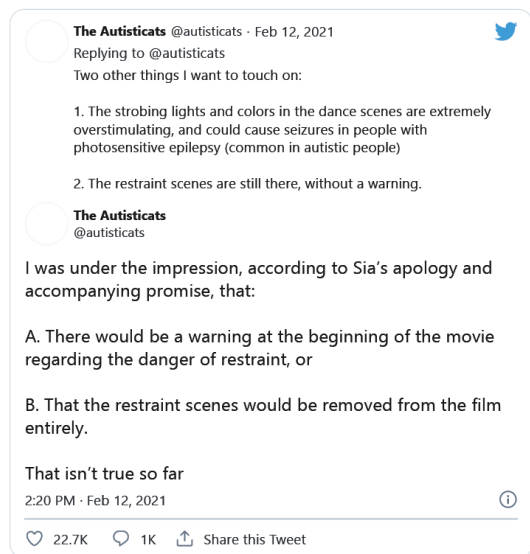 The Autisticats @autisticats · Feb 12, 2021
Replying to @autisticats
Two other things I want to touch on:
1. The strobing lights and colors in the dance scenes are extremely
overstimulating, and could cause seizures in people with
photosensitive epilepsy (common in autistic people)
2. The restraint scenes are still there, without a warning.
The Autisticats
@autisticats
I was under the impression, according to Sia’s apology and
accompanying promise, that:
A. There would be a warning at the beginning of the movie
regarding the danger of restraint, or
B. That the restraint scenes would be removed from the film
entirely.
That isn’t true so far
2:20 PM · Feb 12, 2021
22.7K 1K Share this Tweet